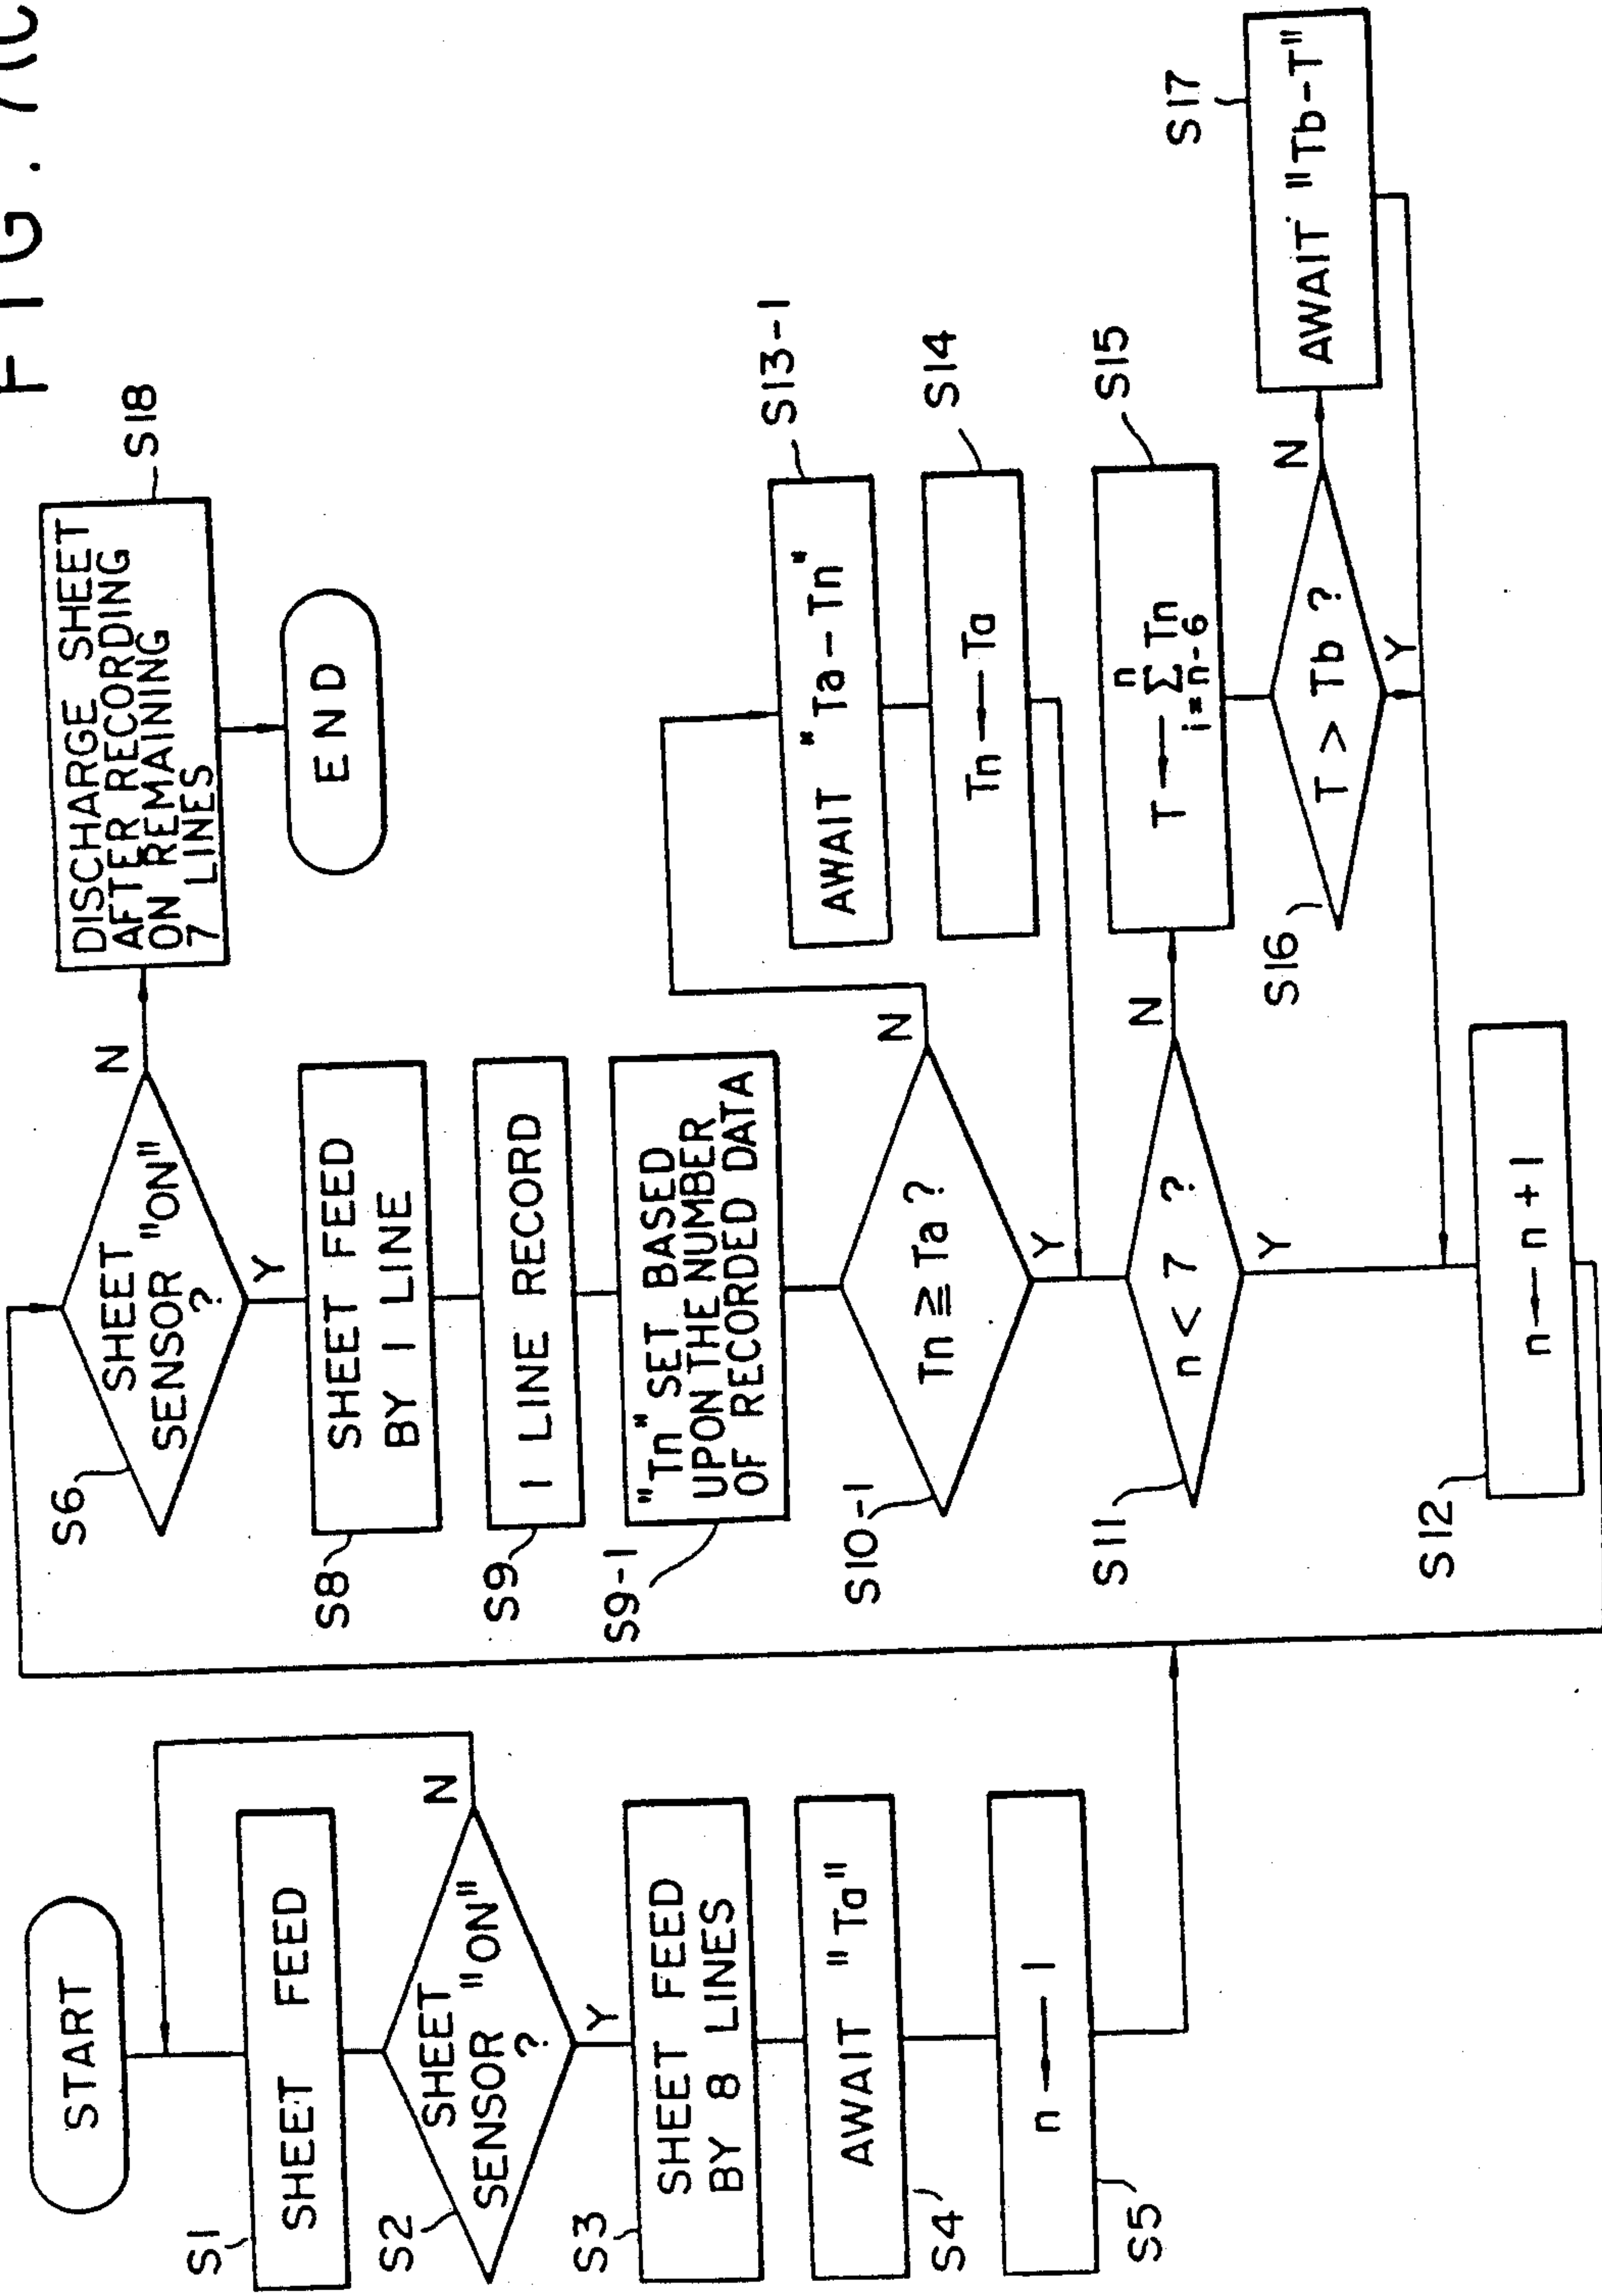 FIG. 7(C
START
S1
SHEET FEED
S2
SHEET
SENSOR "ON"
?
N
Y
S3
SHEET FEED
BY 8 LINES
S4
AWAIT "Ta"
S5
n ← 1
S6
SHEET
SENSOR "ON"
?
N
Y
S18
DISCHARGE SHEET
AFTER RECORDING
ON REMAINING
7 LINES
END
S8
SHEET FEED
BY 1 LINE
S9
1 LINE RECORD
S9-1
"Tn" SET BASED
UPON THE NUMBER
OF RECORDED DATA
S10-1
Tn ≧ Ta ?
N
Y
S13-1
AWAIT "Ta-Tn"
S14
Tn ← Ta
S11
n < 7 ?
N
Y
S15
T ← n Σ i=n-6 Tn
S16
T > Tb ?
N
Y
S17
AWAIT "Tb-T"
S12
n ← n+1